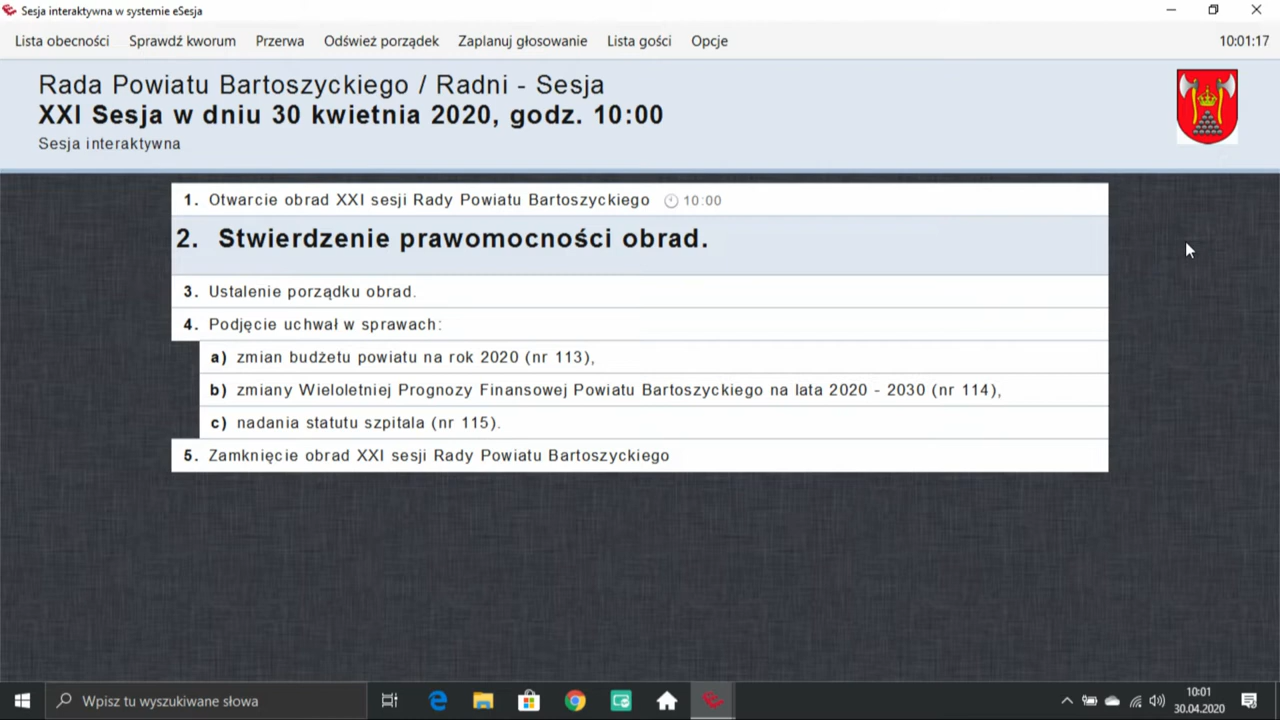 Sesja interaktywna w systemie eSesja
Lista obecności Sprawdź kworum Przerwa Odśwież porządek Zaplanuj głosowanie Lista gości Opcje 10:01:17
Rada Powiatu Bartoszyckiego / Radni - Sesja
XXI Sesja w dniu 30 kwietnia 2020, godz. 10:00
Sesja interaktywna
1. Otwarcie obrad XXI sesji Rady Powiatu Bartoszyckiego 10:00
2. Stwierdzenie prawomocności obrad.
3. Ustalenie porządku obrad.
4. Podjęcie uchwał w sprawach:
a) zmian budżetu powiatu na rok 2020 (nr 113),
b) zmiany Wieloletniej Prognozy Finansowej Powiatu Bartoszyckiego na lata 2020 - 2030 (nr 114),
c) nadania statutu szpitala (nr 115).
5. Zamknięcie obrad XXI sesji Rady Powiatu Bartoszyckiego
Wpisz tu wyszukiwane słowa
10:01
30.04.2020